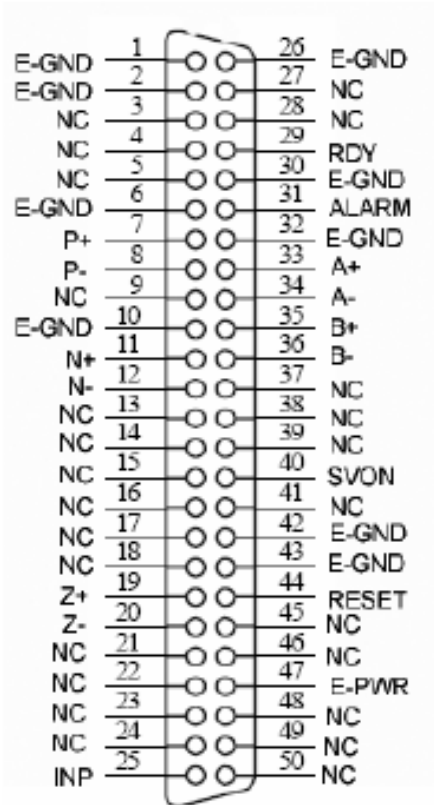 E-GND 1 26 E-GND
E-GND 2 27 NC
NC 3 28 NC
NC 4 29 RDY
NC 5 30 E-GND
E-GND 6 31 ALARM
P+ 7 32 E-GND
P- 8 33 A+
NC 9 34 A-
E-GND 10 35 B+
N+ 11 36 B-
N- 12 37 NC
NC 13 38 NC
NC 14 39 NC
NC 15 40 SVON
NC 16 41 NC
NC 17 42 E-GND
NC 18 43 E-GND
Z+ 19 44 RESET
Z- 20 45 NC
NC 21 46 NC
NC 22 47 E-PWR
NC 23 48 NC
NC 24 49 NC
INP 25 50 NC